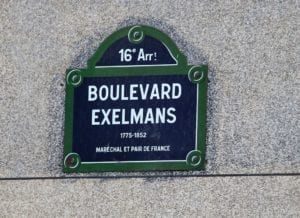 16e Arrt
BOULEVARD
EXELMANS
1775-1852
MARÉCHAL ET PAIR DE FRANCE